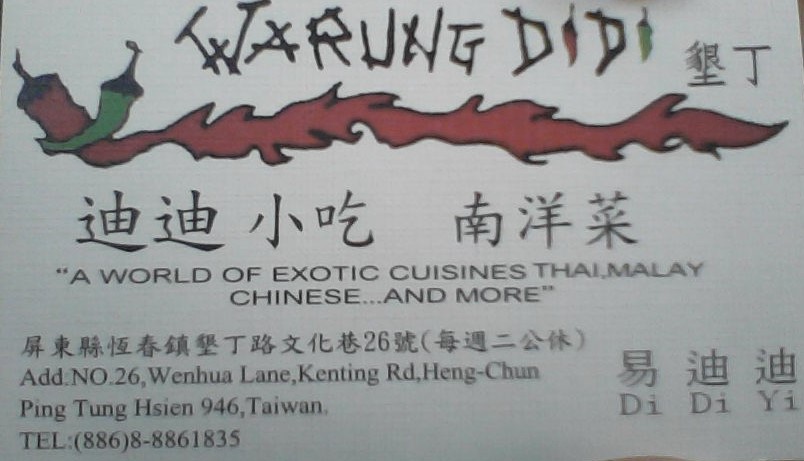 WARUNG DiDi 墾丁
迪迪 小吃 南洋菜
"A WORLD OF EXOTIC CUISINES THAI,MALAY
CHINESE...AND MORE"
屏東縣恆春鎮墾丁路文化巷26號(每週二公休)
Add:NO.26,Wenhua Lane,Kenting Rd,Heng-Chun
Ping Tung Hsien 946,Taiwan.
TEL:(886)8-8861835
易 迪 迪
Di Di Yi